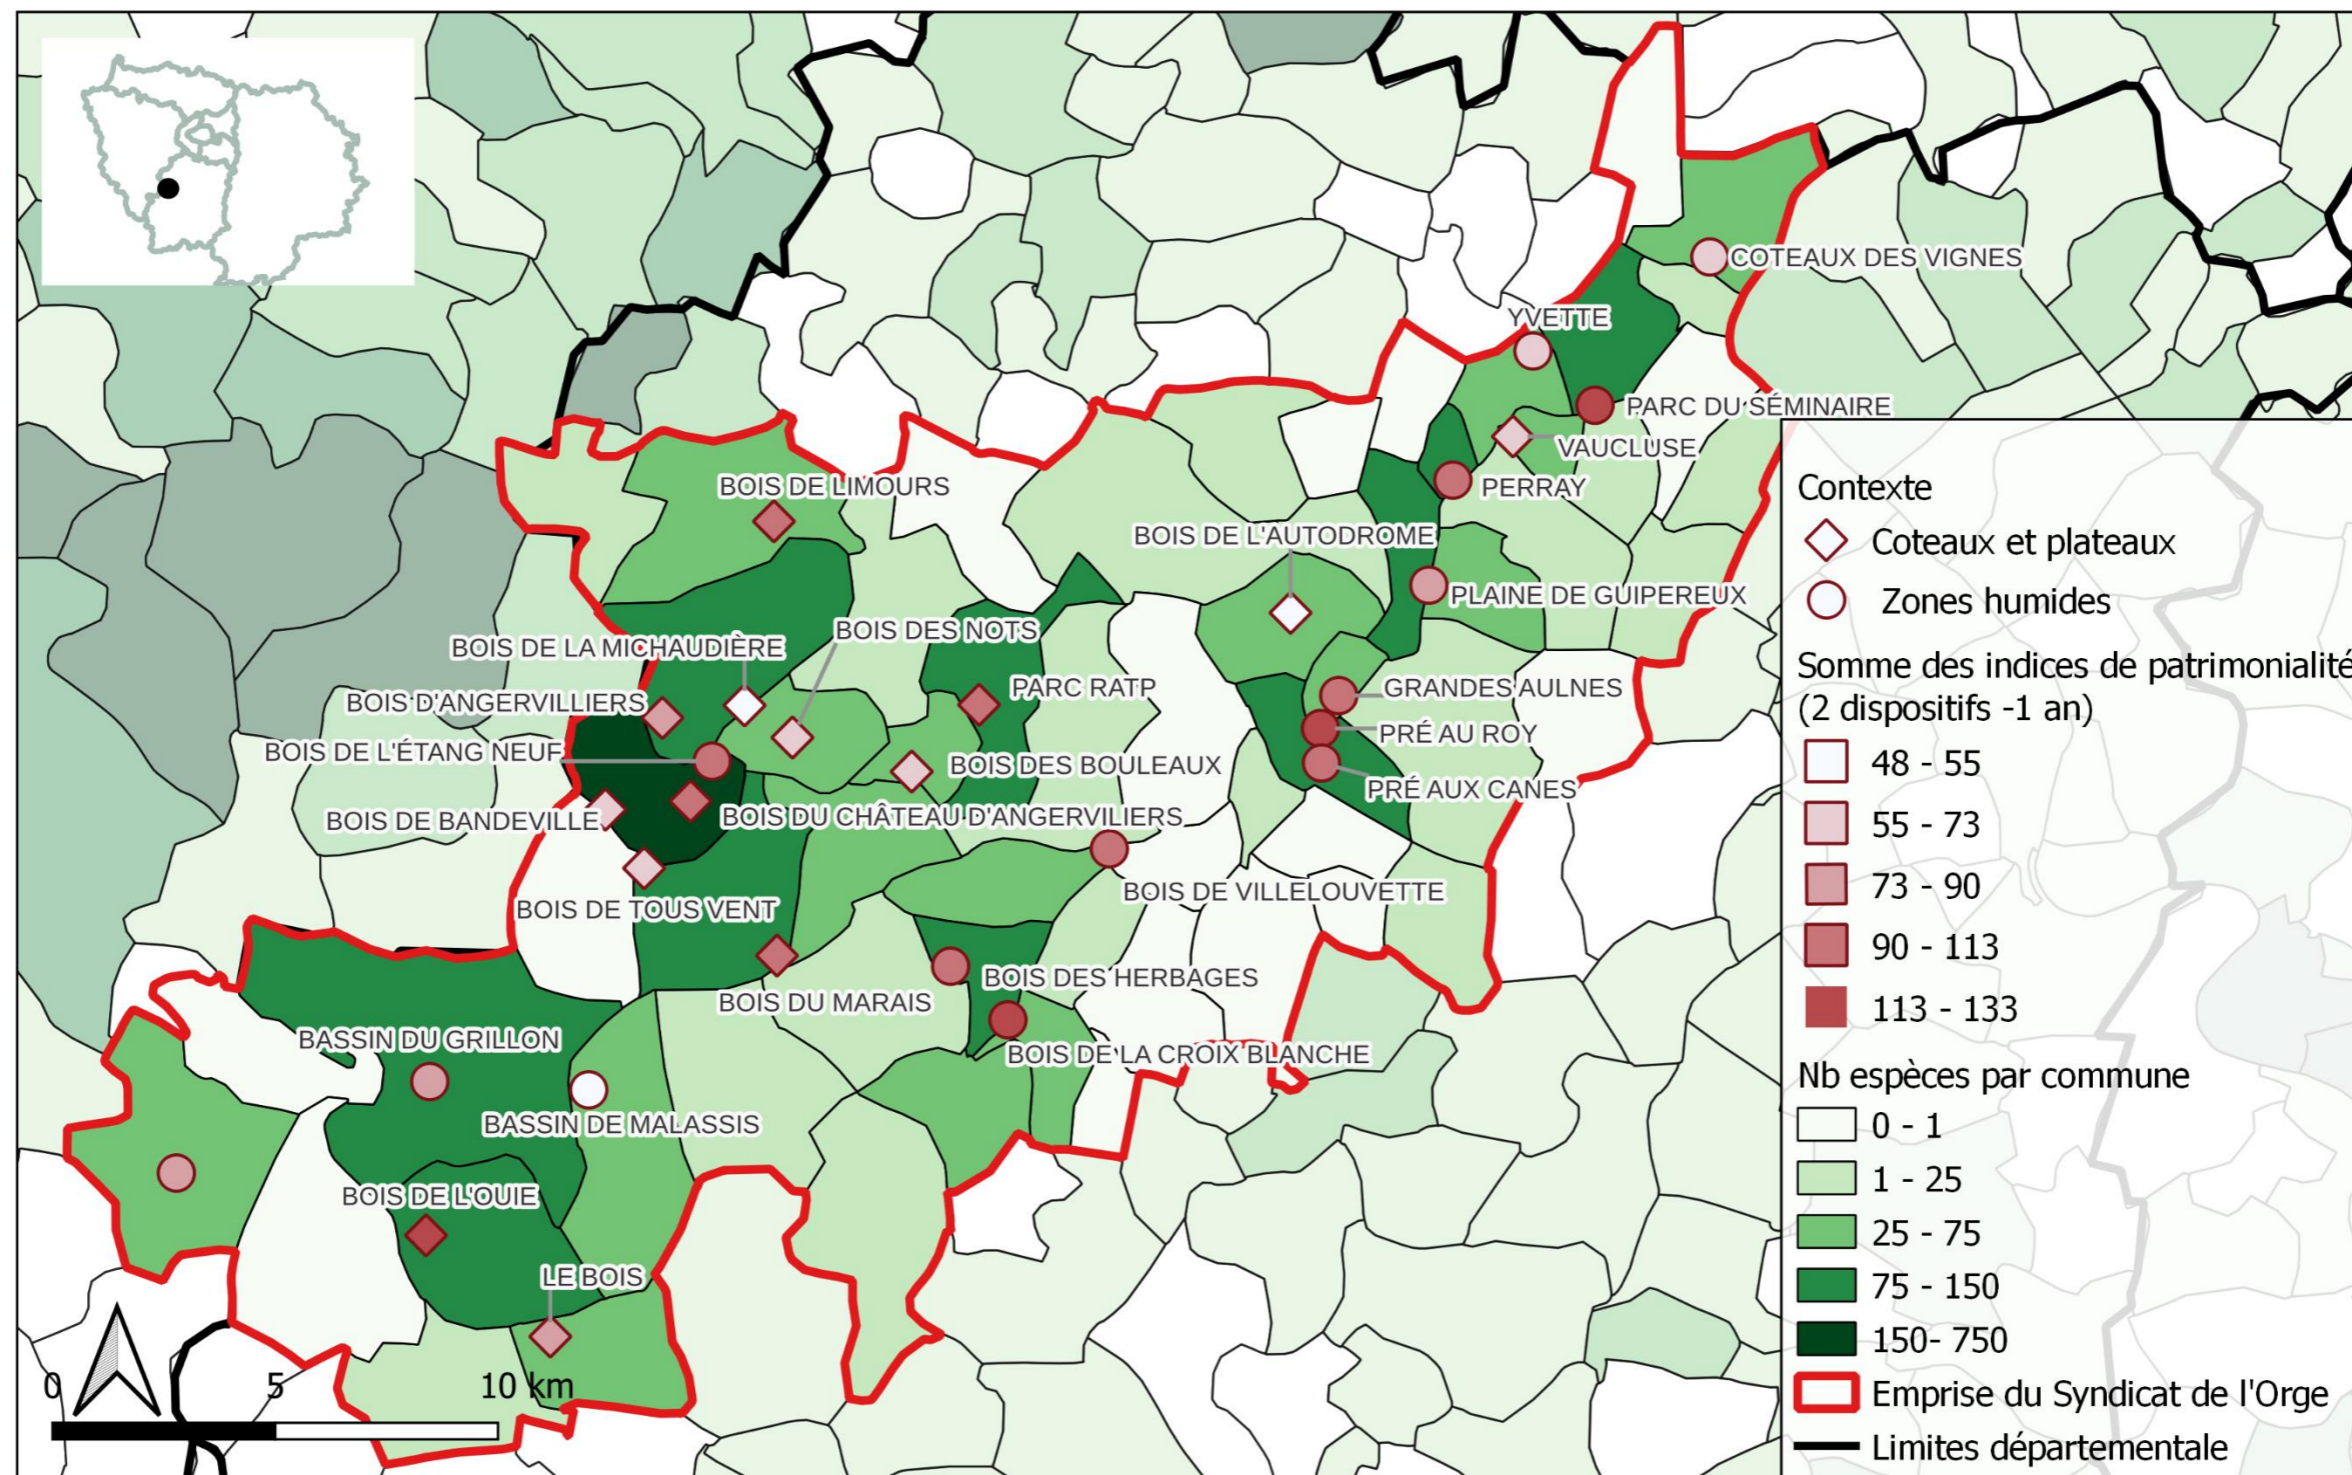 COTEAUX DES VIGNES
YVETTE
PARC DU SÉMINAIRE
VAUCLUSE
PERRAY
BOIS DE LIMOURS
BOIS DE L'AUTODROME
PLAINE DE GUIPEREUX
BOIS DES NOTS
BOIS DE LA MICHAUDIÈRE
BOIS D'ANGERVILLIERS
PARC RATP
GRANDES AULNES
PRÉ AU ROY
BOIS DE L'ÉTANG NEUF
BOIS DES BOULEAUX
PRÉ AUX CANES
BOIS DE BANDEVILLE
BOIS DU CHÂTEAU D'ANGERVILIERS
BOIS DE VILLELOUVETTE
BOIS DE TOUS VENT
BOIS DES HERBAGES
BOIS DU MARAIS
BASSIN DU GRILLON
BOIS DE LA CROIX BLANCHE
BASSIN DE MALASSIS
BOIS DE L'OUIE
LE BOIS
0 5 10 km
Contexte
Coteaux et plateaux
Zones humides
Somme des indices de patrimonialité
(2 dispositifs -1 an)
48 - 55
55 - 73
73 - 90
90 - 113
113 - 133
Nb espèces par commune
0 - 1
1 - 25
25 - 75
75 - 150
150- 750
Emprise du Syndicat de l'Orge
Limites départementale